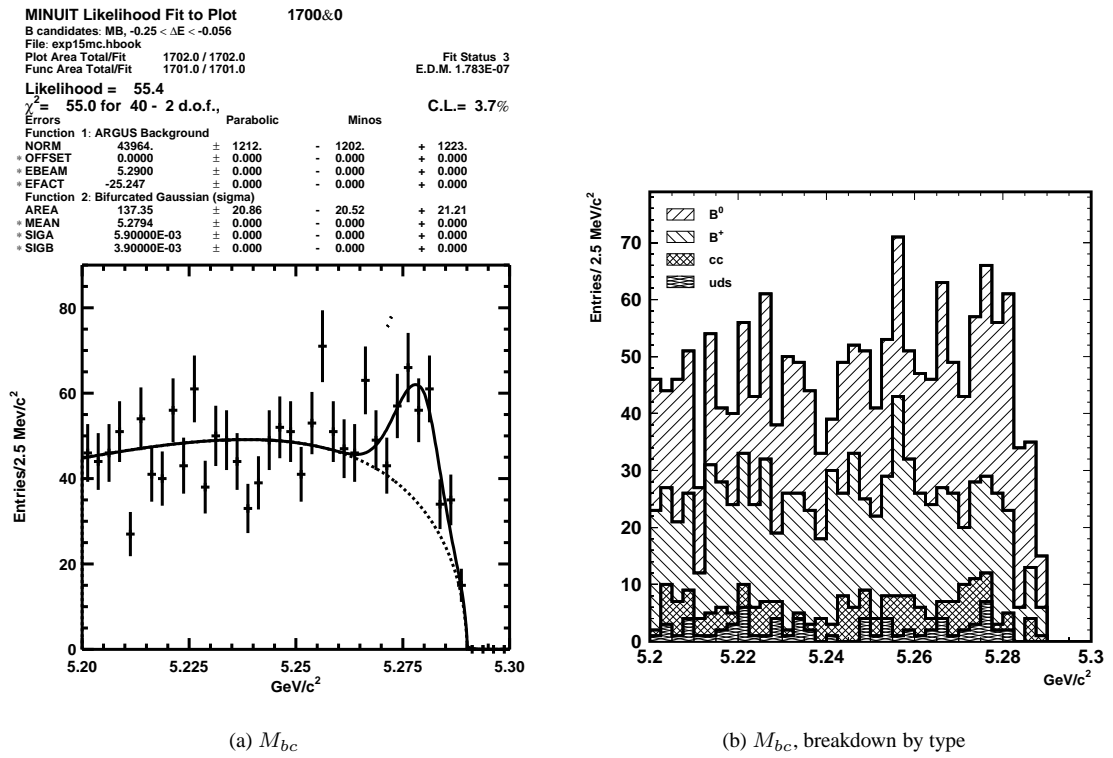 MINUIT Likelihood Fit to Plot 1700&0
B candidates: MB, -0.25 < ΔE < -0.056
File: exp15mc.hbook
Plot Area Total/Fit 1702.0 / 1702.0 Fit Status 3
Func Area Total/Fit 1701.0 / 1701.0 E.D.M. 1.783E-07
Likelihood = 55.4
χ²= 55.0 for 40 - 2 d.o.f., C.L.= 3.7%
Errors Parabolic Minos
Function 1: ARGUS Background
NORM 43964. ± 1212. - 1202. + 1223.
* OFFSET 0.0000 ± 0.000 - 0.000 + 0.000
* EBEAM 5.2900 ± 0.000 - 0.000 + 0.000
* EFACT -25.247 ± 0.000 - 0.000 + 0.000
Function 2: Bifurcated Gaussian (sigma)
AREA 137.35 ± 20.86 - 20.52 + 21.21
* MEAN 5.2794 ± 0.000 - 0.000 + 0.000
* SIGA 5.90000E-03 ± 0.000 - 0.000 + 0.000
* SIGB 3.90000E-03 ± 0.000 - 0.000 + 0.000
Entries/2.5 Mev/c²
80
60
40
20
0
5.20 5.225 5.25 5.275 5.30
GeV/c²
(a) M_bc
Entries/ 2.5 MeV/c²
B⁰
B⁺
cc
uds
70
60
50
40
30
20
10
0
5.2 5.22 5.24 5.26 5.28 5.3
GeV/c²
(b) M_bc, breakdown by type